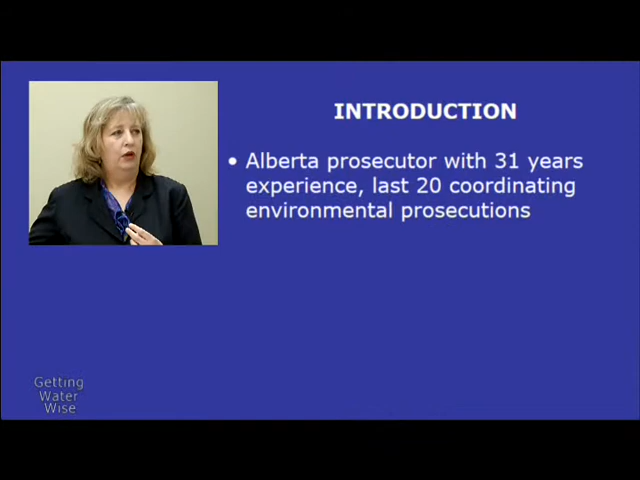 INTRODUCTION
• Alberta prosecutor with 31 years
experience, last 20 coordinating
environmental prosecutions
Getting
Water
Wise